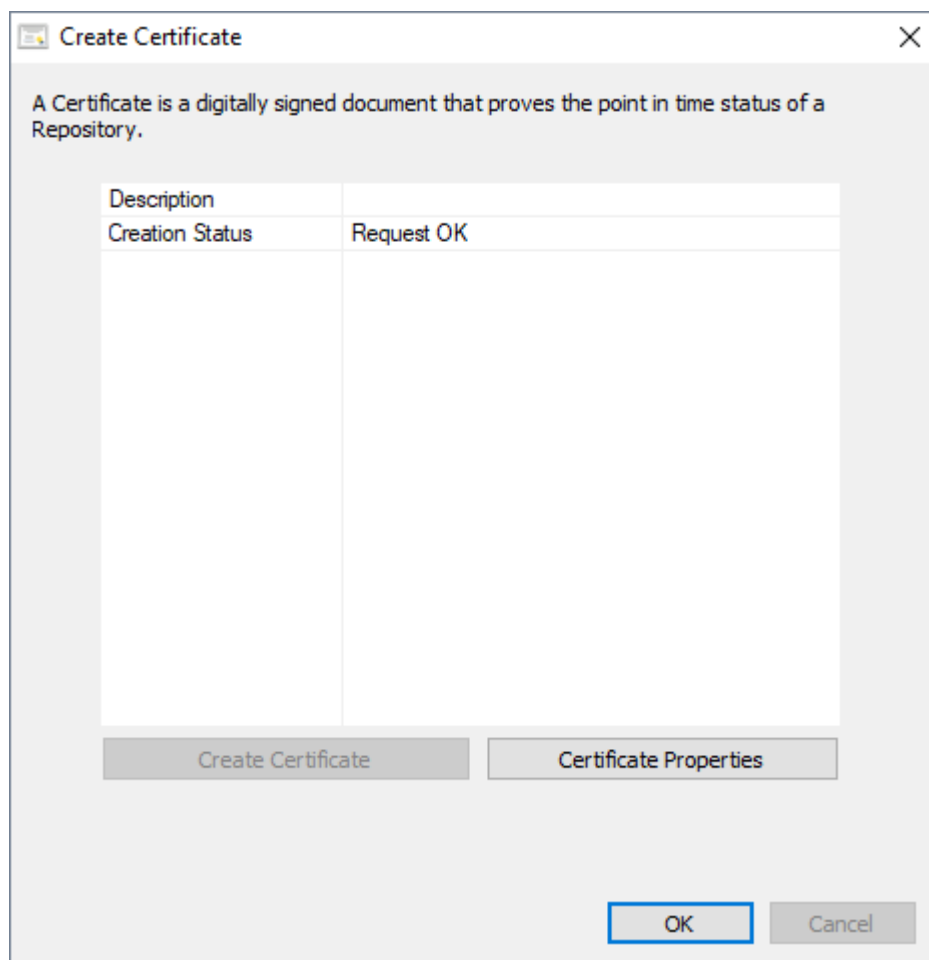 Create Certificate
A Certificate is a digitally signed document that proves the point in time status of a
Repository.
Description
Creation Status Request OK
Create Certificate Certificate Properties
OK Cancel